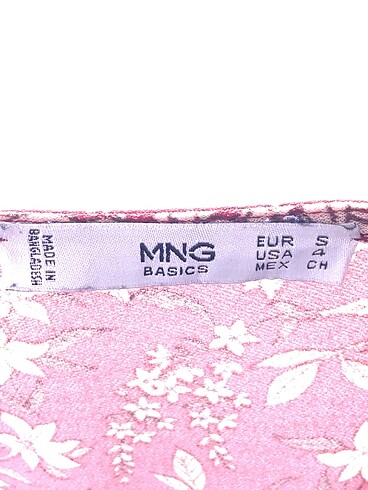 MADE IN
BANGLADESH
MNG
BASICS
EUR S
USA 4
MEX CH